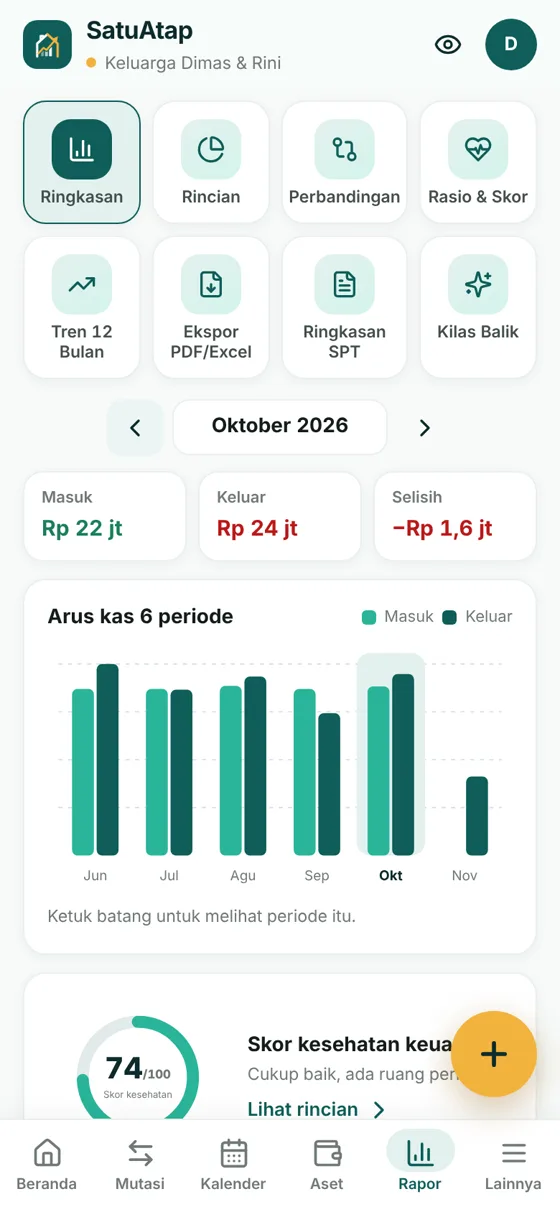 SatuAtap
Keluarga Dimas & Rini
D
Ringkasan
Rincian
Perbandingan
Rasio & Skor
Tren 12
Bulan
Ekspor
PDF/Excel
Ringkasan
SPT
Kilas Balik
Oktober 2026
Masuk
Rp 22 jt
Keluar
Rp 24 jt
Selisih
−Rp 1,6 jt
Arus kas 6 periode
Masuk
Keluar
Jun
Jul
Agu
Sep
Okt
Nov
Ketuk batang untuk melihat periode itu.
74/100
Skor kesehatan
Skor kesehatan keua
Cukup baik, ada ruang
Lihat rincian
Beranda
Mutasi
Kalender
Aset
Rapor
Lainnya